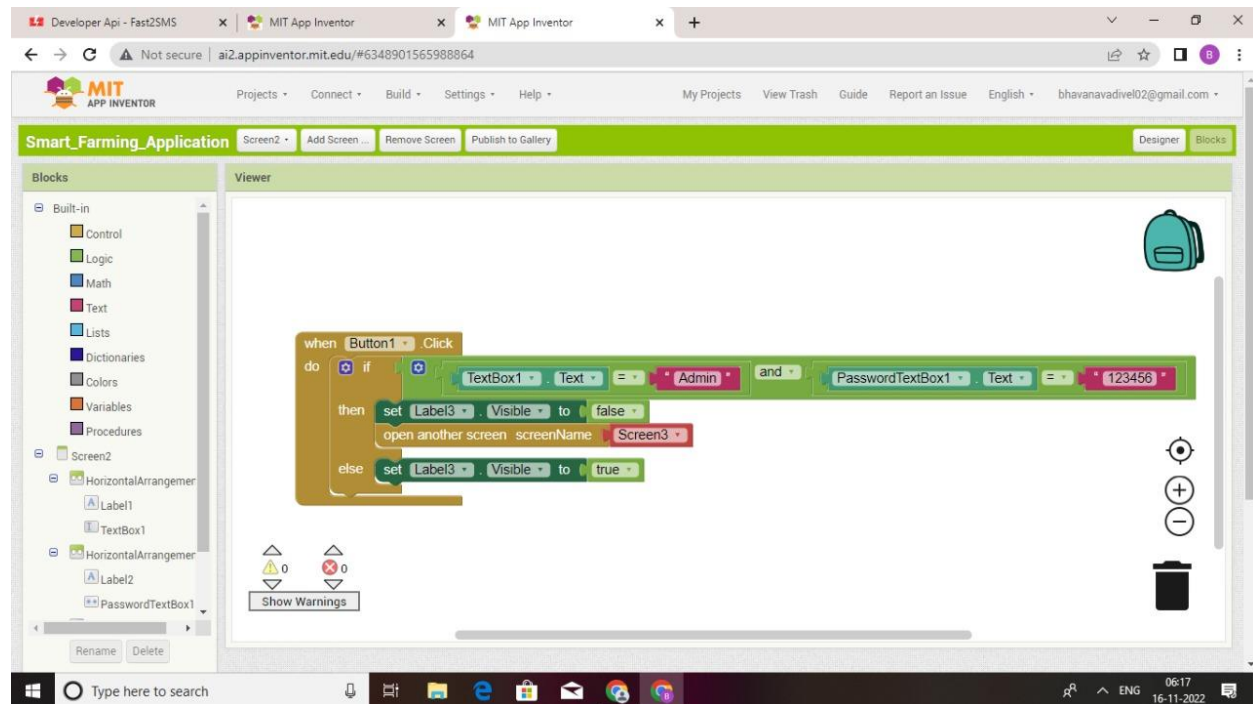 Developer Api - Fast2SMS
MIT App Inventor
MIT App Inventor
Not secure
ai2.appinventor.mit.edu/#6348901565988864
B
MIT
APP INVENTOR
Projects
Connect
Build
Settings
Help
My Projects
View Trash
Guide
Report an Issue
English
bhavanavadivel02@gmail.com
Smart_Farming_Application
Screen2
Add Screen ...
Remove Screen
Publish to Gallery
Designer
Blocks
Blocks
Viewer
Built-in
Control
Logic
Math
Text
Lists
Dictionaries
Colors
Variables
Procedures
Screen2
HorizontalArrangemer
Label1
TextBox1
HorizontalArrangemer
Label2
PasswordTextBox1
Rename
Delete
when Button1 .Click
do if TextBox1 . Text = " Admin " and PasswordTextBox1 . Text = " 123456 "
then set Label3 . Visible to false
open another screen screenName Screen3
else set Label3 . Visible to true
0
0
Show Warnings
Type here to search
ENG
06:17
16-11-2022